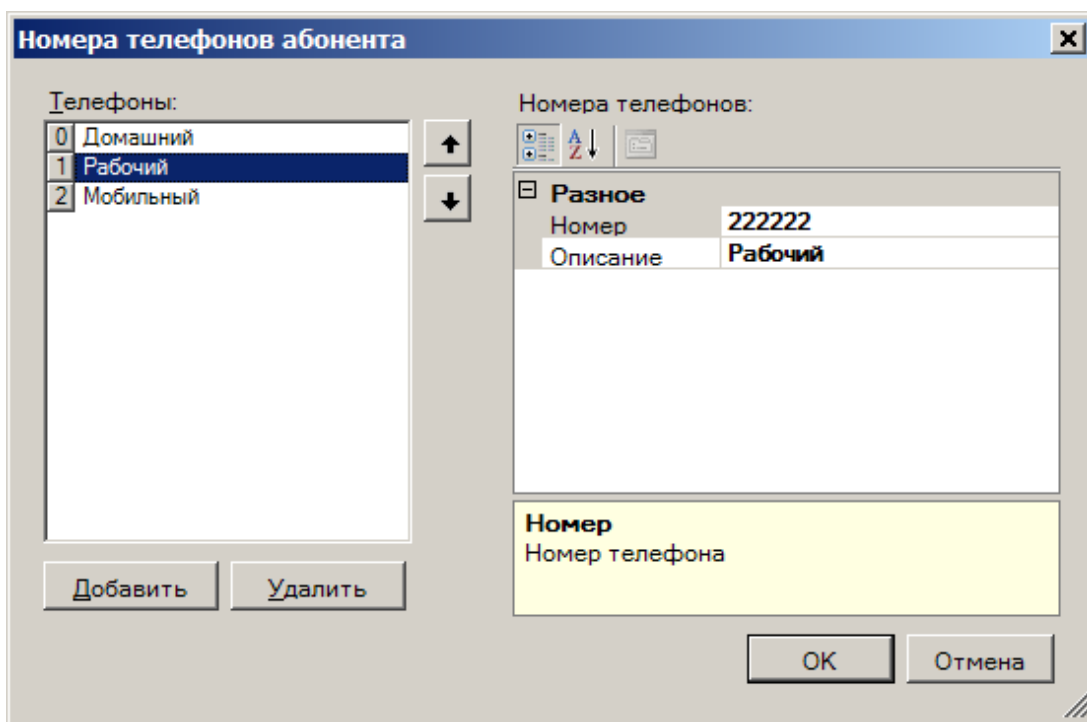 Номера телефонов абонента
Телефоны:
0 Домашний
1 Рабочий
2 Мобильный
Добавить
Удалить
Номера телефонов:
A
Z
Разное
Номер 222222
Описание Рабочий
Номер
Номер телефона
OK
Отмена